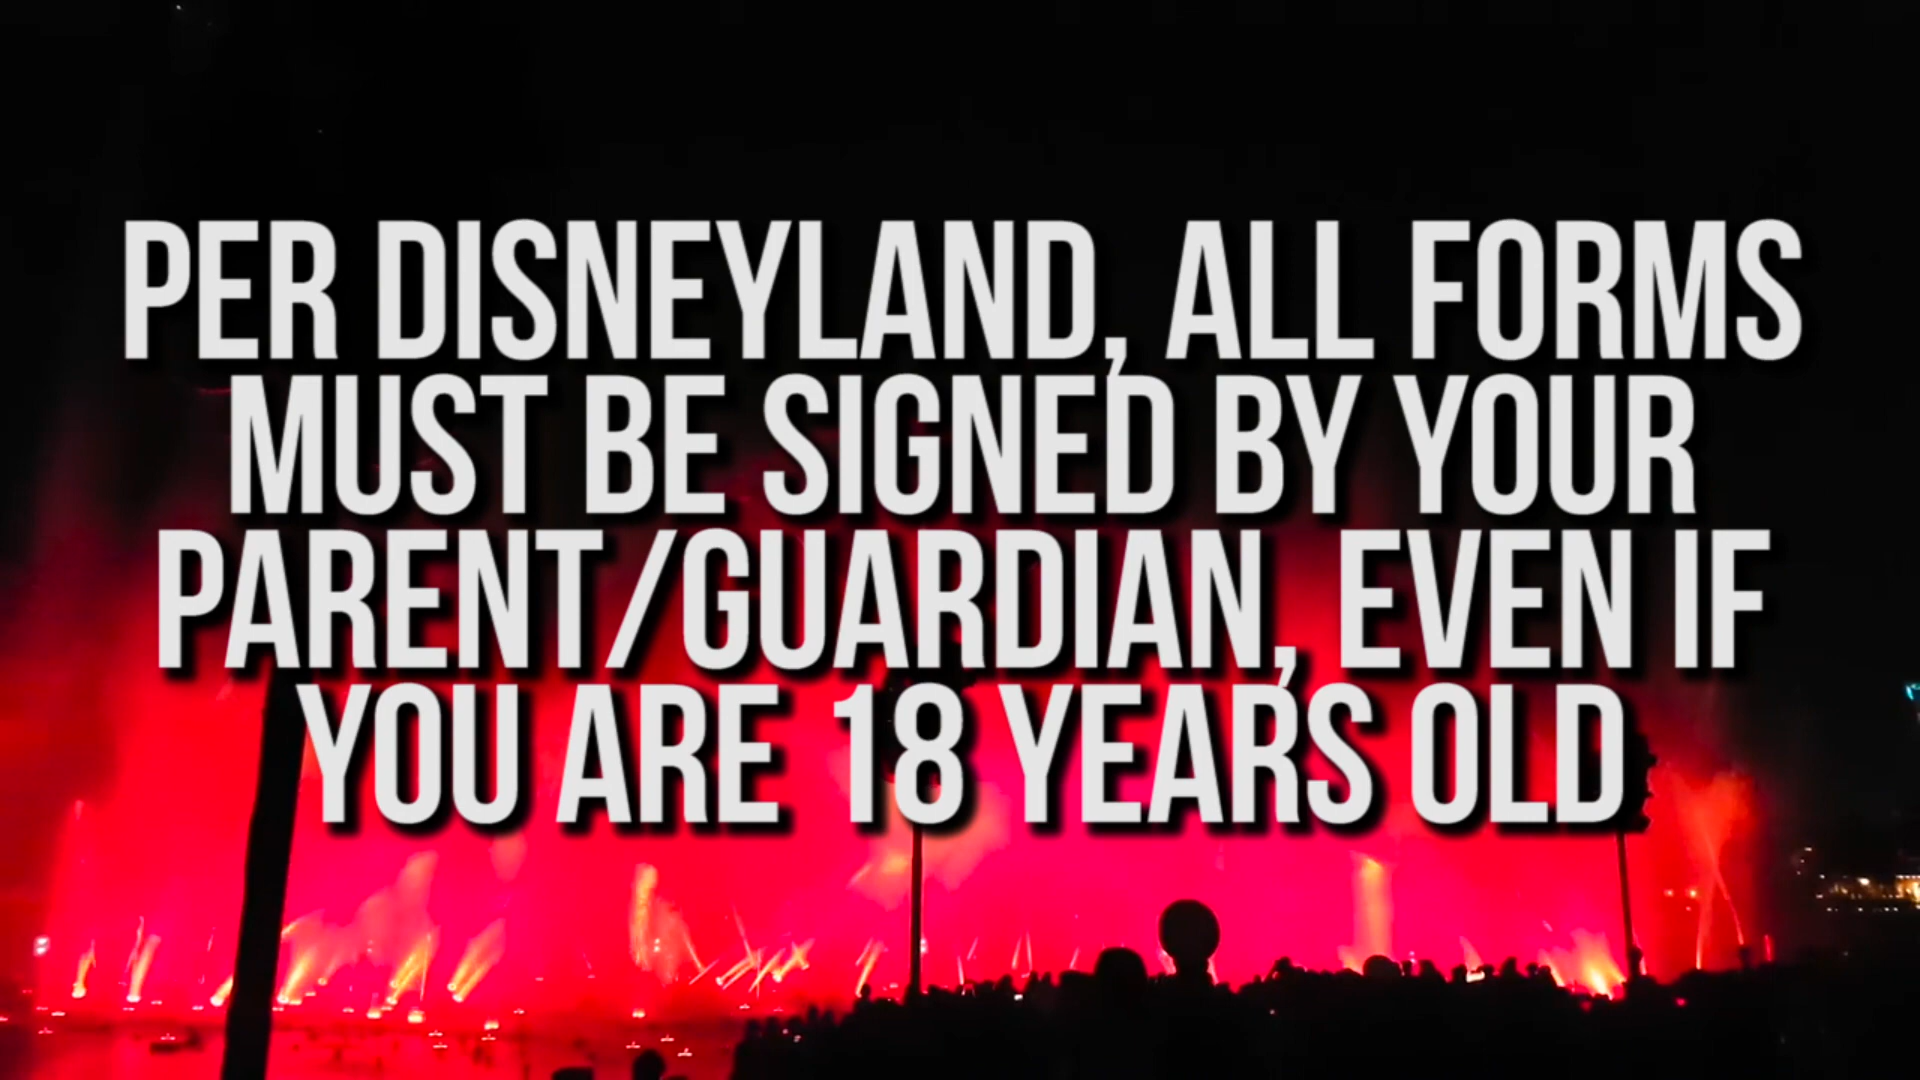 PER DISNEYLAND, ALL FORMS
MUST BE SIGNED BY YOUR
PARENT/GUARDIAN, EVEN IF
YOU ARE 18 YEARS OLD